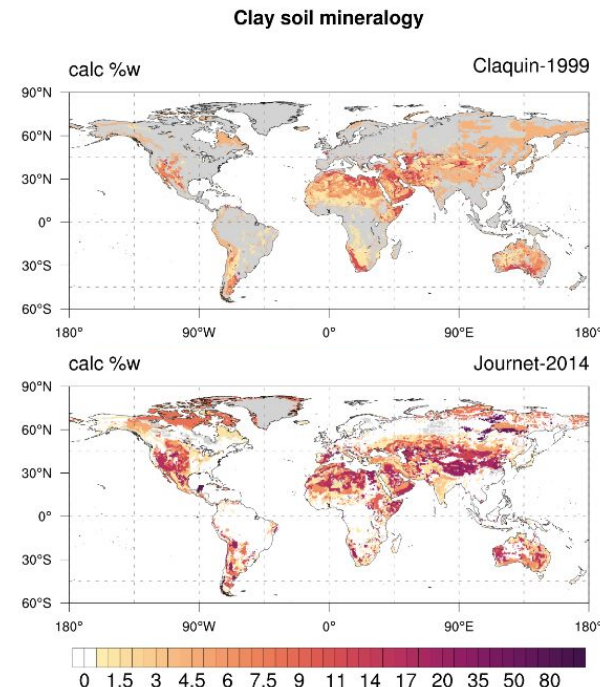 Clay soil mineralogy
calc %w Claquin-1999
90°N
60°N
30°N
0°
30°S
60°S
180° 90°W 0° 90°E 180°
calc %w Journet-2014
90°N
60°N
30°N
0°
30°S
60°S
180° 90°W 0° 90°E 180°
0 1.5 3 4.5 6 7.5 9 11 14 17 20 35 50 80